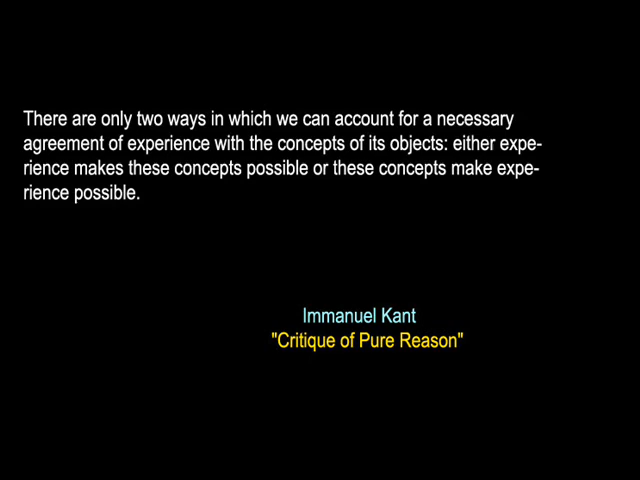 There are only two ways in which we can account for a necessary
agreement of experience with the concepts of its objects: either expe-
rience makes these concepts possible or these concepts make expe-
rience possible.
Immanuel Kant
"Critique of Pure Reason"